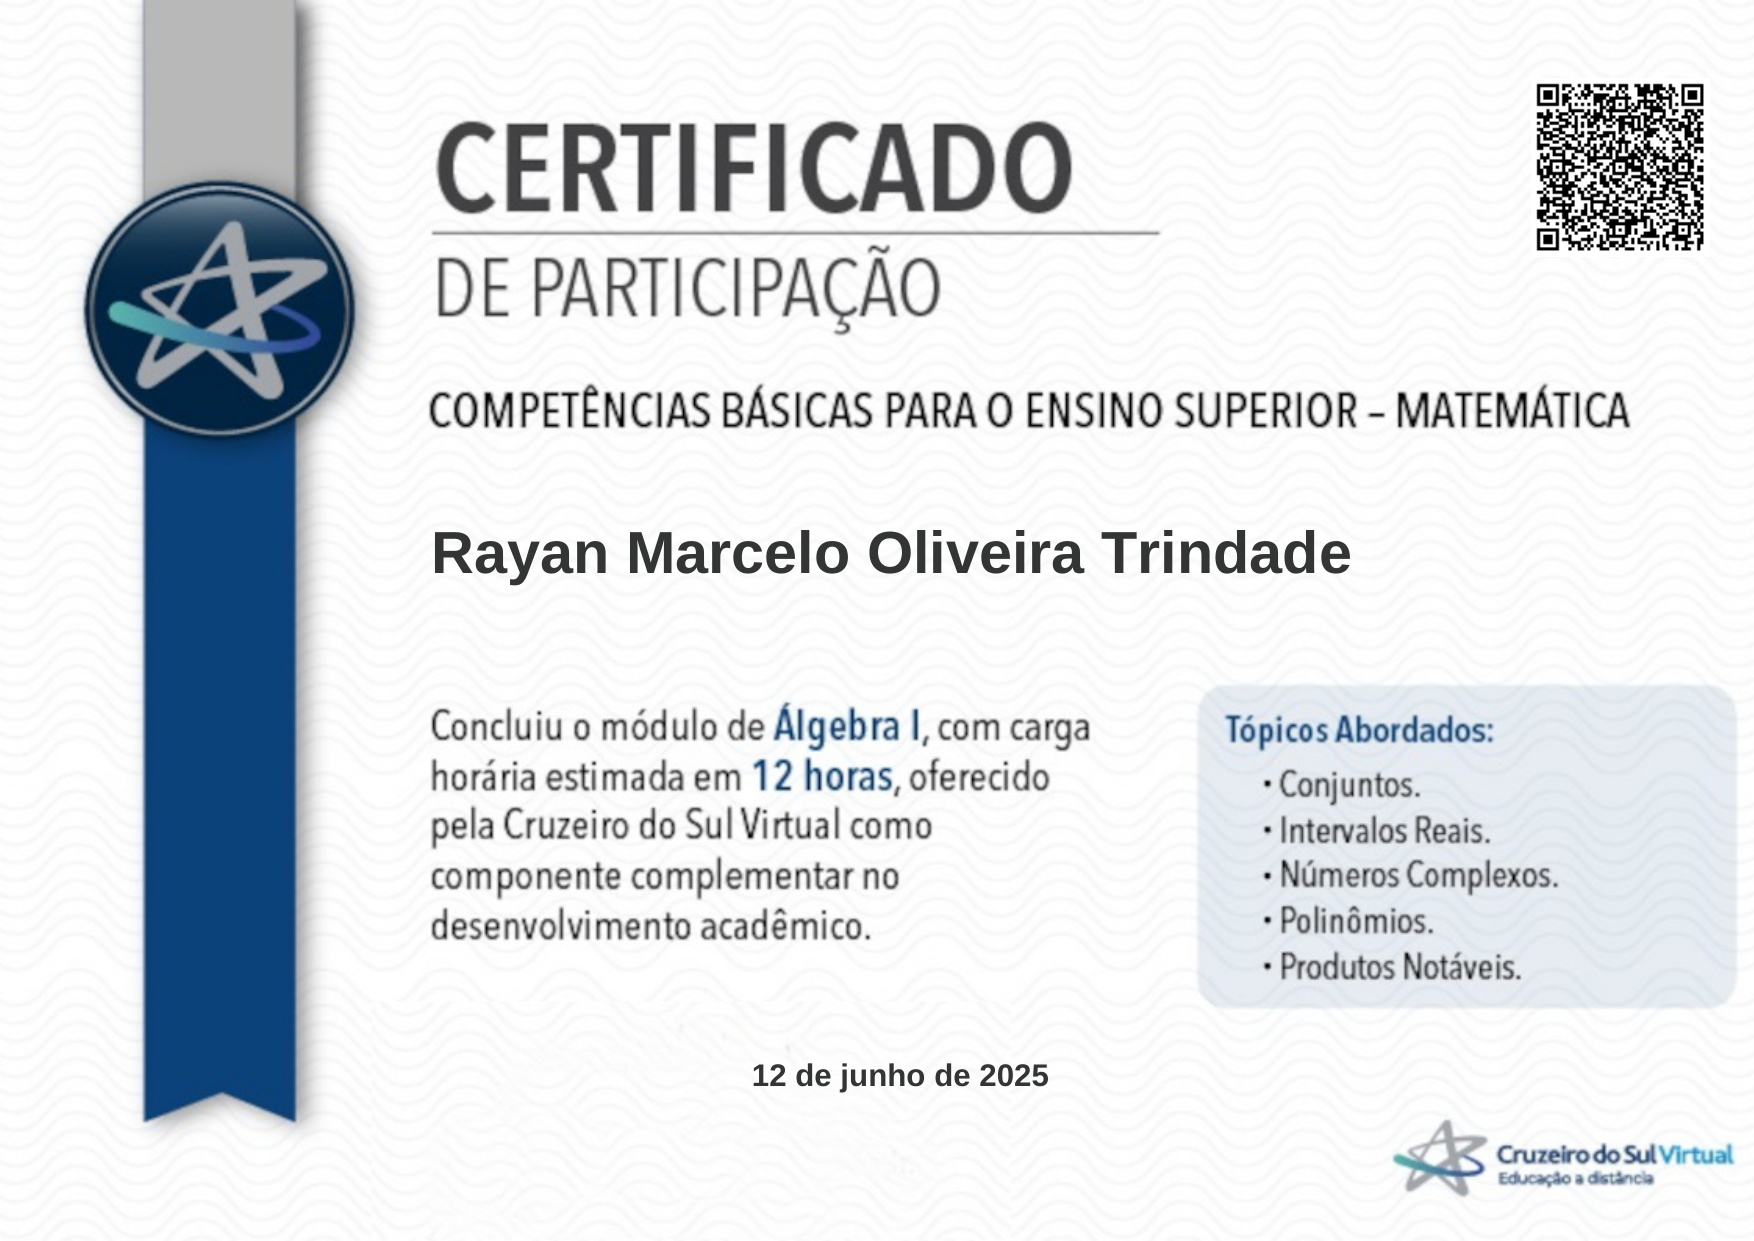 CERTIFICADO
DE PARTICIPAÇÃO
COMPETÊNCIAS BÁSICAS PARA O ENSINO SUPERIOR – MATEMÁTICA
Rayan Marcelo Oliveira Trindade
Concluiu o módulo de Álgebra I, com carga
horária estimada em 12 horas, oferecido
pela Cruzeiro do Sul Virtual como
componente complementar no
desenvolvimento acadêmico.
Tópicos Abordados:
• Conjuntos.
• Intervalos Reais.
• Números Complexos.
• Polinômios.
• Produtos Notáveis.
12 de junho de 2025
Cruzeiro do Sul Virtual
Educação a distância